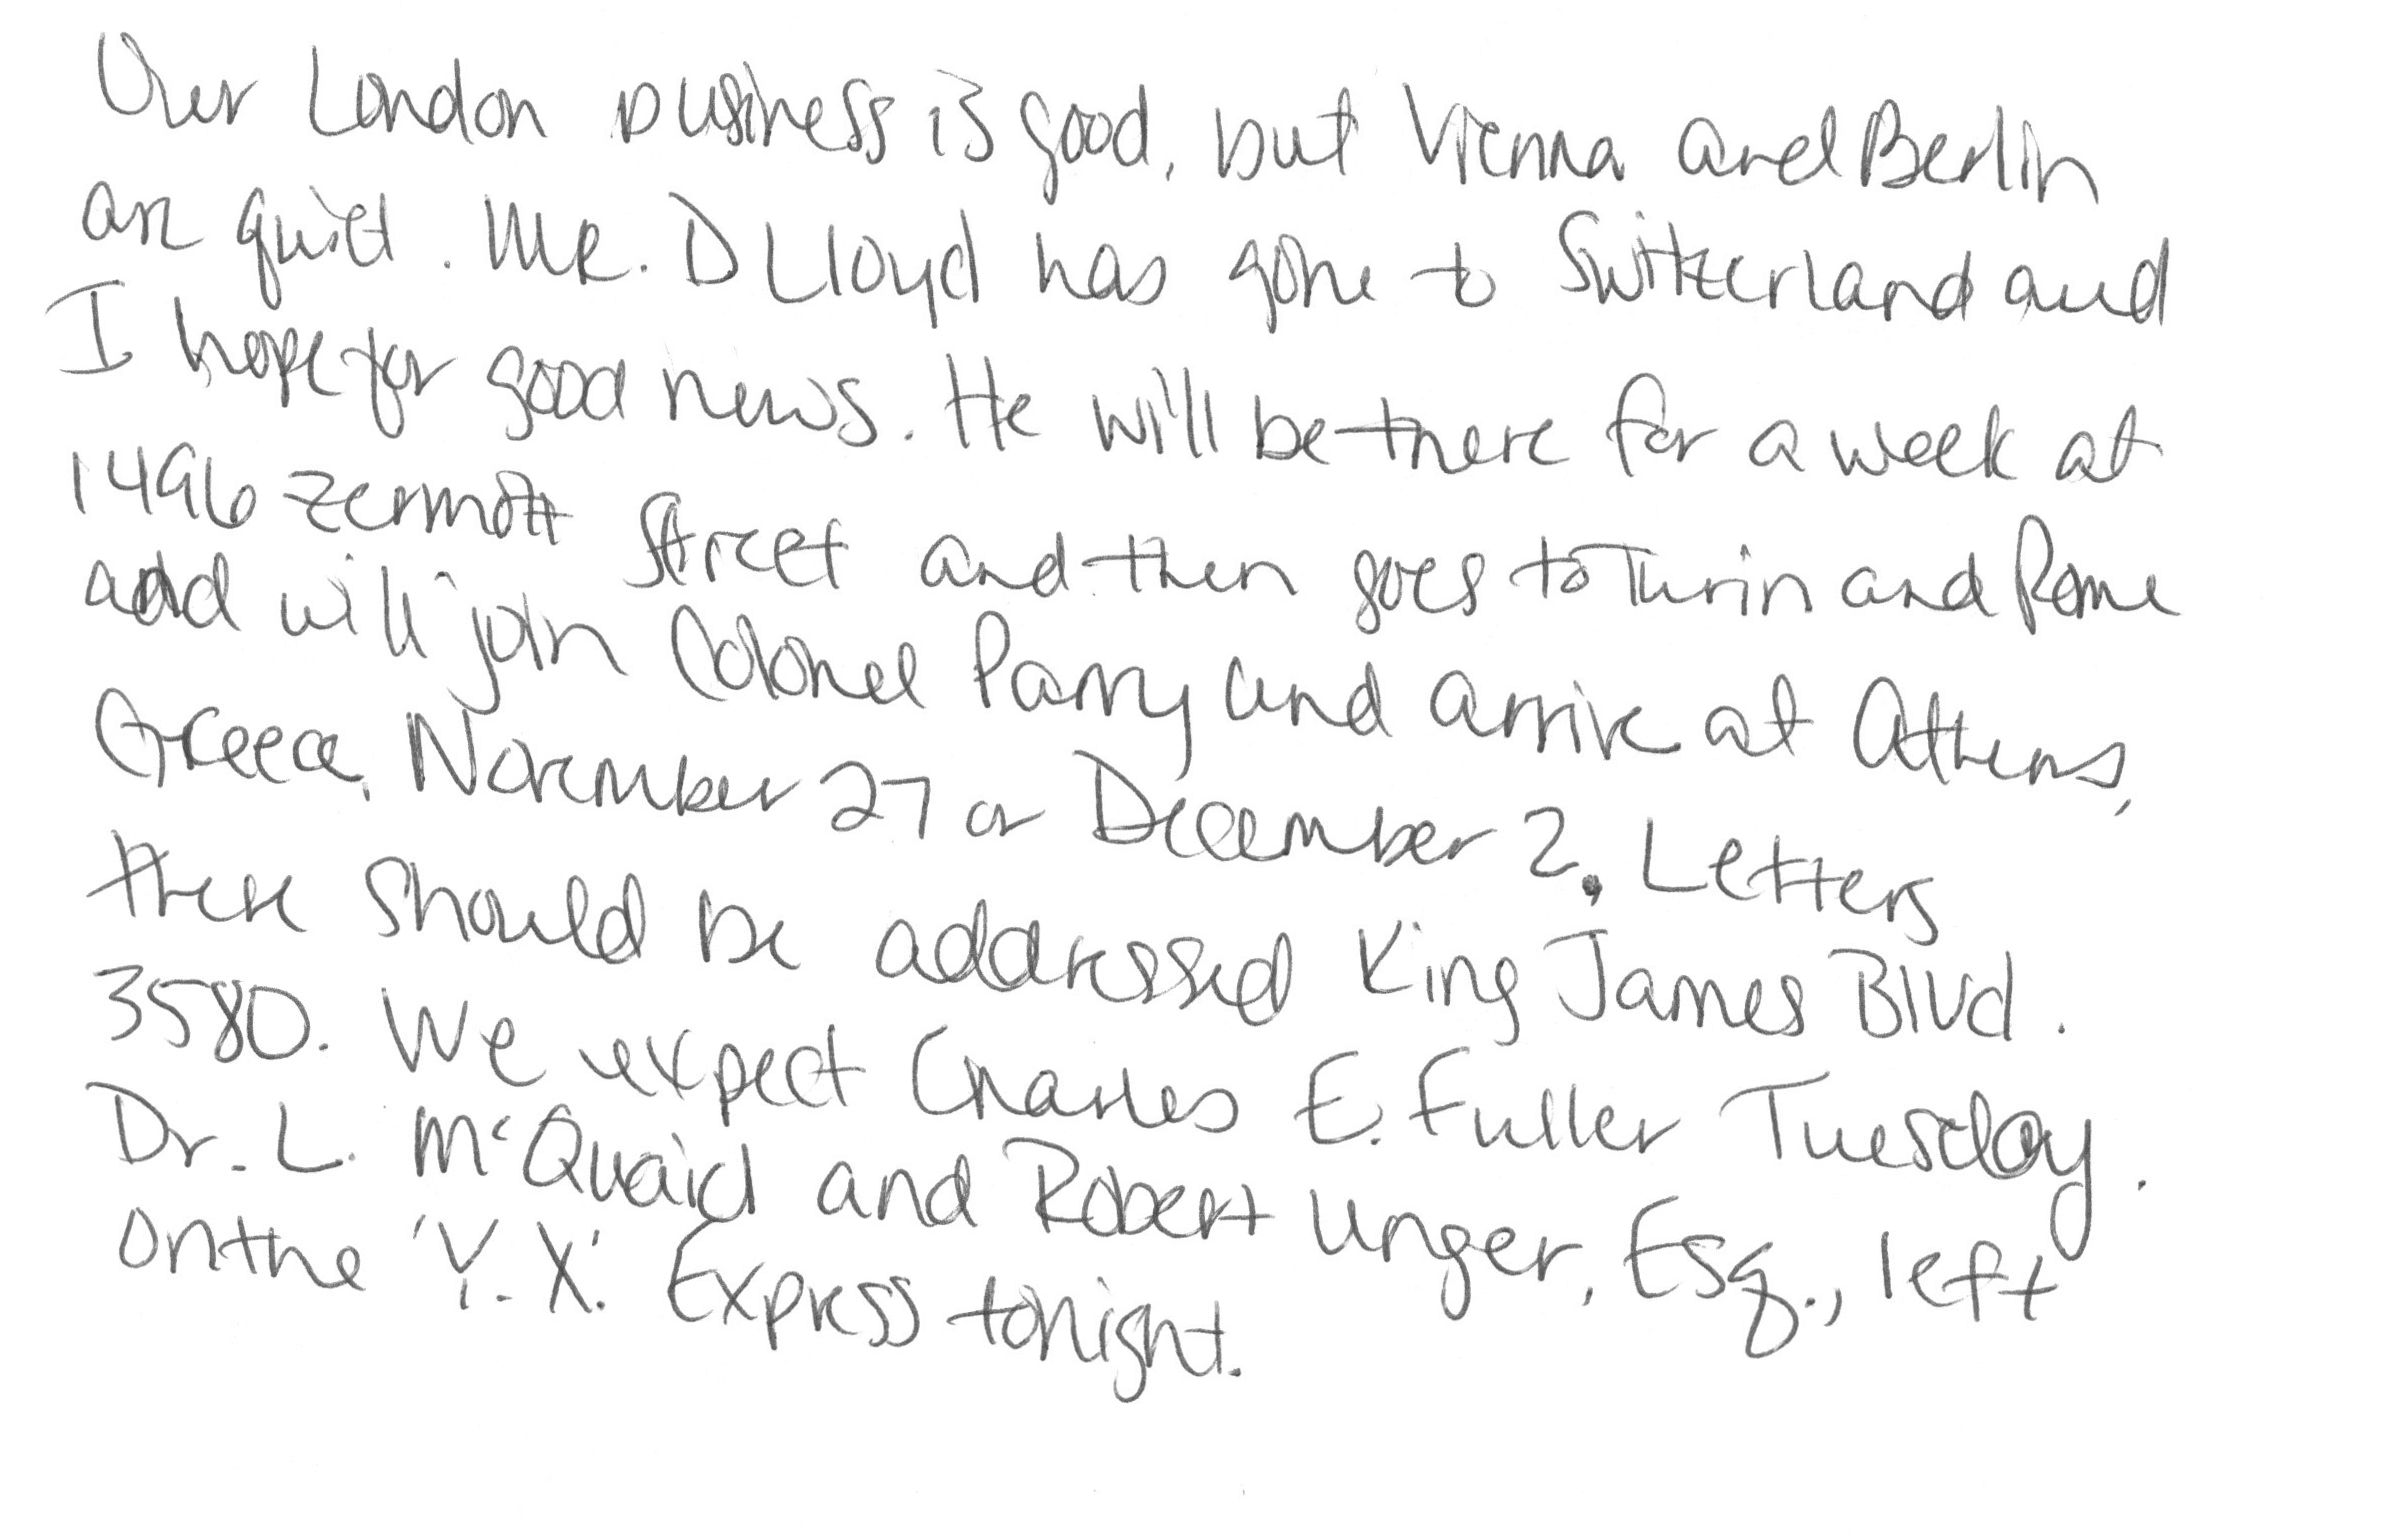 Our London business is good, but Vienna and Berlin
are quiet. Mr. D Lloyd has gone to Switzerland and
I hope for good news. He will be there for a week at
1496 Zermott Street and then goes to Turin and Rome
and will join Colonel Parry and arrive at Athens,
Greece, November 27 or December 2. Letters
there should be addressed King James Blvd.
3580. We expect Charles E. Fuller Tuesday.
Dr. L. McQuaid and Robert Unger, Esq., left
on the 'Y.X.' Express tonight.